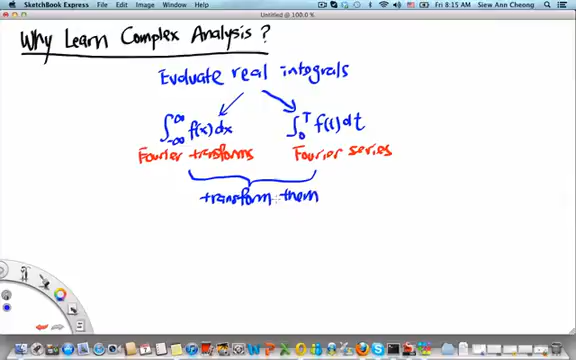 SketchBook Express File Edit Image Window Help Fri 8:15 AM Siew Ann Cheong
Untitled @ 100.0 %
Why Learn Complex Analysis?
Evaluate real integrals
∫_{-∞}^{∞} f(x)dx ∫_0^T f(t)dt
Fourier transforms Fourier series
transform them